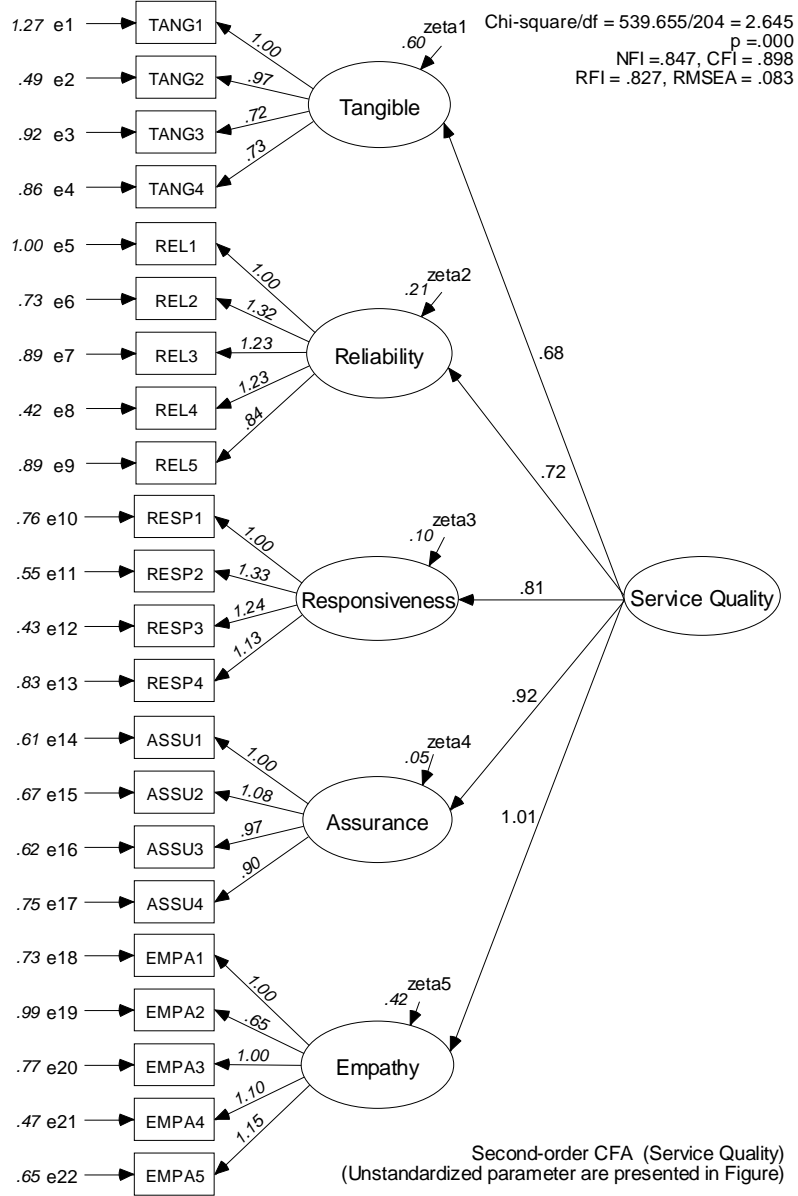 Chi-square/df = 539.655/204 = 2.645
p =.000
NFI =.847, CFI = .898
RFI = .827, RMSEA = .083
1.27 e1 TANG1
1.00
.49 e2 TANG2
.97
.92 e3 TANG3
.72
.86 e4 TANG4
.73
zeta1
.60
Tangible
1.00 e5 REL1
1.00
.73 e6 REL2
1.32
.89 e7 REL3
1.23
.42 e8 REL4
1.23
.89 e9 REL5
.84
zeta2
.21
Reliability
.76 e10 RESP1
1.00
.55 e11 RESP2
1.33
.43 e12 RESP3
1.24
.83 e13 RESP4
1.13
zeta3
.10
Responsiveness
.61 e14 ASSU1
1.00
.67 e15 ASSU2
1.08
.62 e16 ASSU3
.97
.75 e17 ASSU4
.90
zeta4
.05
Assurance
.73 e18 EMPA1
1.00
.99 e19 EMPA2
.65
.77 e20 EMPA3
1.00
.47 e21 EMPA4
1.10
.65 e22 EMPA5
1.15
zeta5
.42
Empathy
.68
.72
.81
.92
1.01
Service Quality
Second-order CFA (Service Quality)
(Unstandardized parameter are presented in Figure)